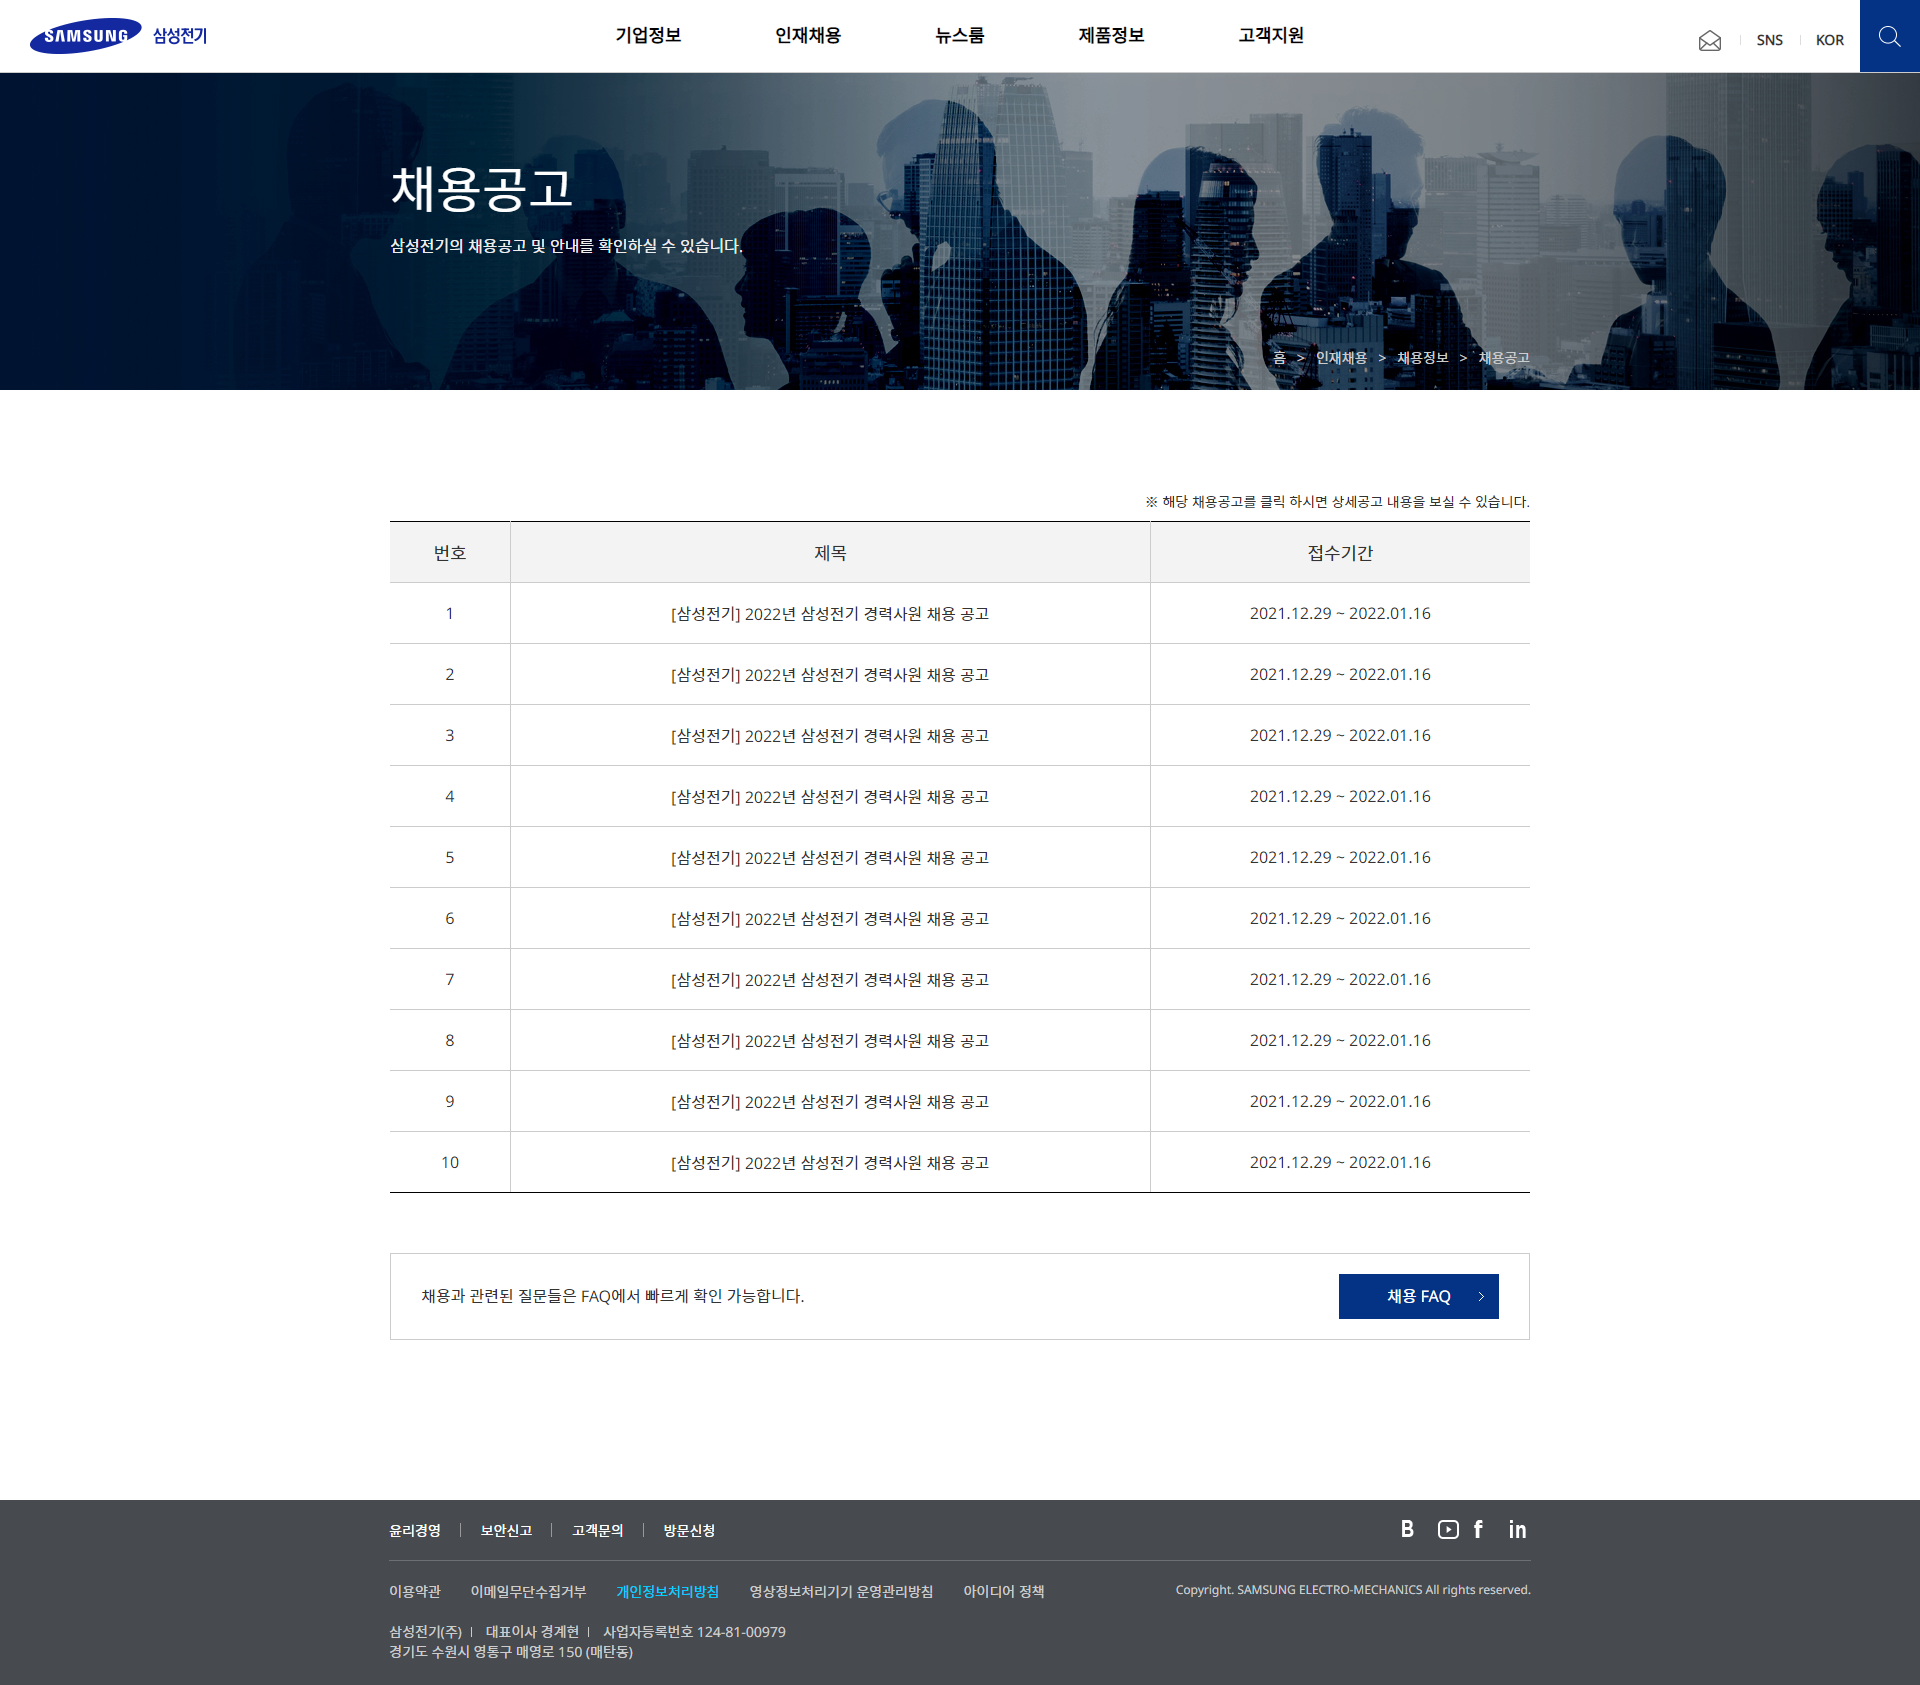 SAMSUNG 삼성전기
기업정보 인재채용 뉴스룸 제품정보 고객지원
SNS KOR
채용공고
삼성전기의 채용공고 및 안내를 확인하실 수 있습니다.
홈 > 인재채용 > 채용정보 > 채용공고
※ 해당 채용공고를 클릭 하시면 상세공고 내용을 보실 수 있습니다.
번호 제목 접수기간
1 [삼성전기] 2022년 삼성전기 경력사원 채용 공고 2021.12.29 ~ 2022.01.16
2 [삼성전기] 2022년 삼성전기 경력사원 채용 공고 2021.12.29 ~ 2022.01.16
3 [삼성전기] 2022년 삼성전기 경력사원 채용 공고 2021.12.29 ~ 2022.01.16
4 [삼성전기] 2022년 삼성전기 경력사원 채용 공고 2021.12.29 ~ 2022.01.16
5 [삼성전기] 2022년 삼성전기 경력사원 채용 공고 2021.12.29 ~ 2022.01.16
6 [삼성전기] 2022년 삼성전기 경력사원 채용 공고 2021.12.29 ~ 2022.01.16
7 [삼성전기] 2022년 삼성전기 경력사원 채용 공고 2021.12.29 ~ 2022.01.16
8 [삼성전기] 2022년 삼성전기 경력사원 채용 공고 2021.12.29 ~ 2022.01.16
9 [삼성전기] 2022년 삼성전기 경력사원 채용 공고 2021.12.29 ~ 2022.01.16
10 [삼성전기] 2022년 삼성전기 경력사원 채용 공고 2021.12.29 ~ 2022.01.16
채용과 관련된 질문들은 FAQ에서 빠르게 확인 가능합니다. 채용 FAQ
윤리경영 | 보안신고 | 고객문의 | 방문신청 B f in
이용약관 이메일무단수집거부 개인정보처리방침 영상정보처리기기 운영관리방침 아이디어 정책 Copyright. SAMSUNG ELECTRO-MECHANICS All rights reserved.
삼성전기(주) | 대표이사 경계현 | 사업자등록번호 124-81-00979
경기도 수원시 영통구 매영로 150 (매탄동)